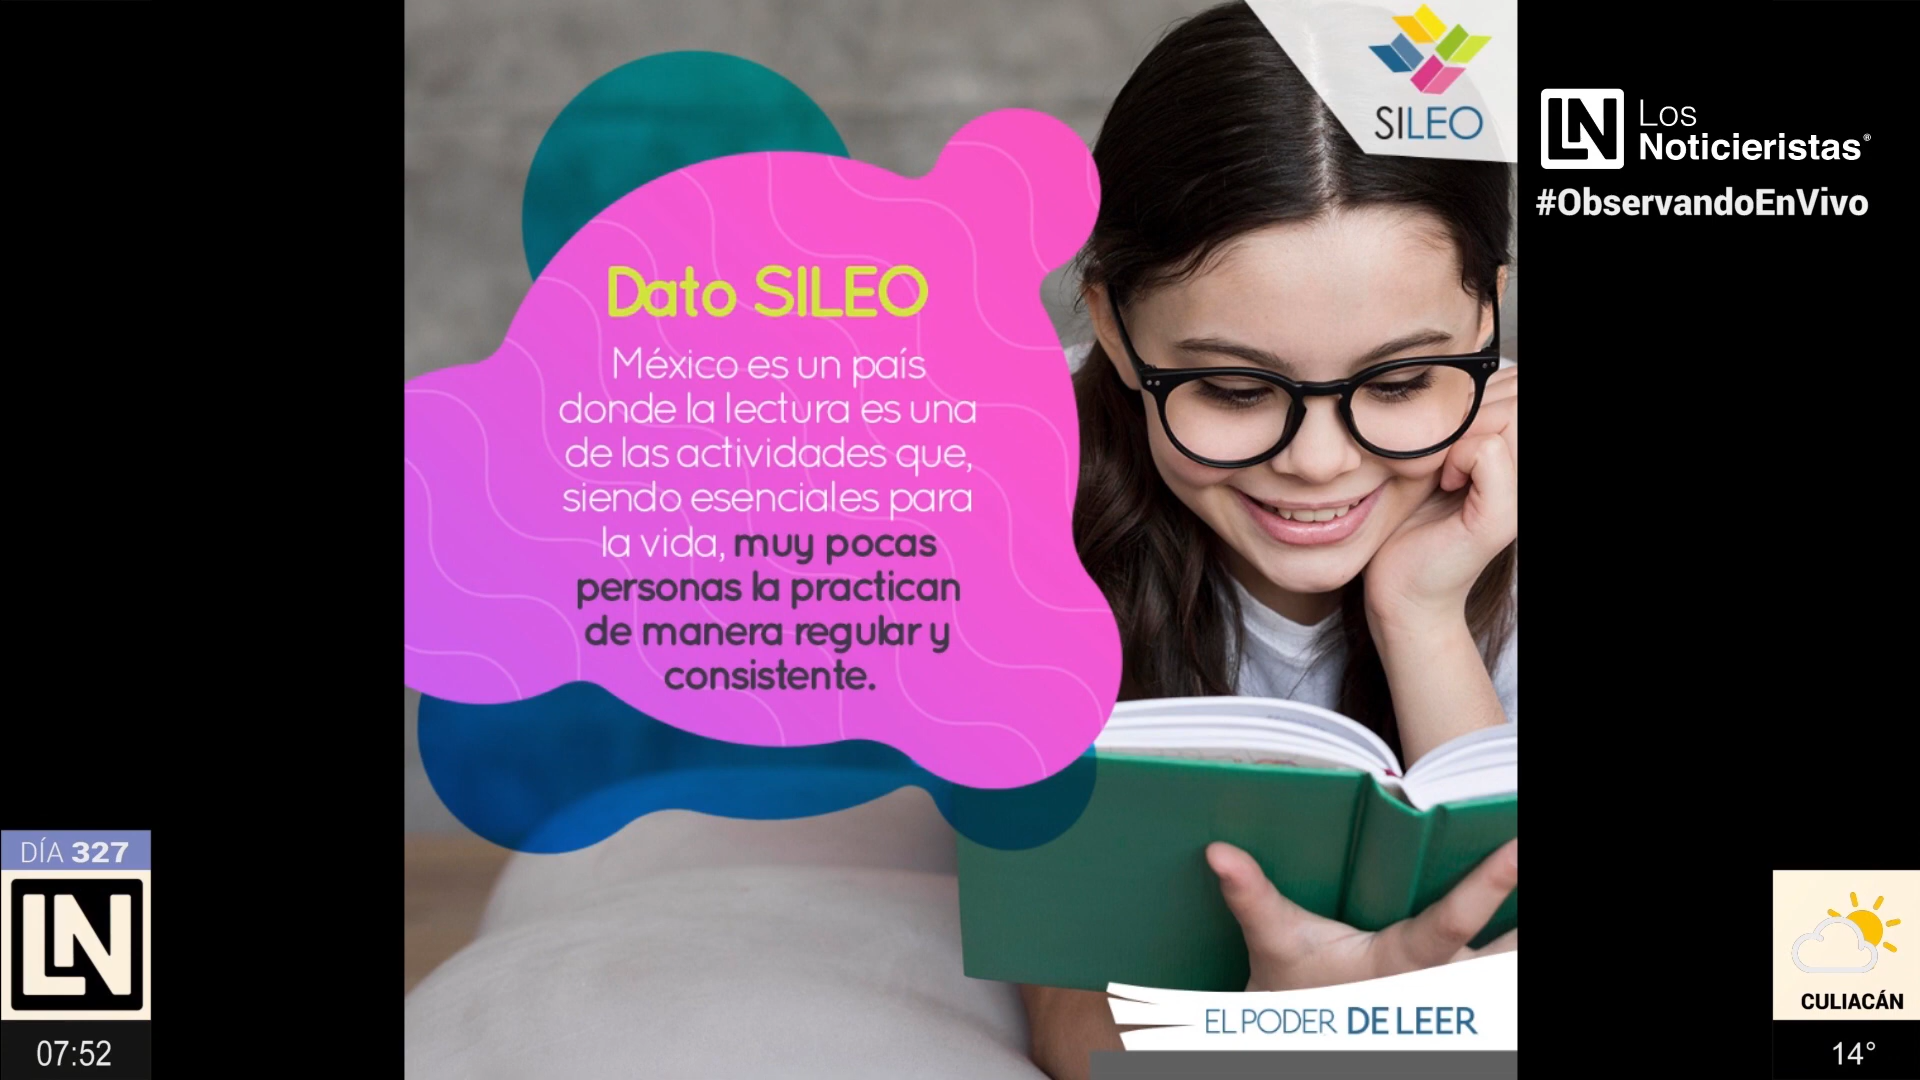 SILEO
LN Los
Noticieristas®
#ObservandoEnVivo
Dato SILEO
México es un país
donde la lectura es una
de las actividades que,
siendo esenciales para
la vida, muy pocas
personas la practican
de manera regular y
consistente.
DÍA 327
LN
07:52
EL PODER DE LEER
CULIACÁN
14°